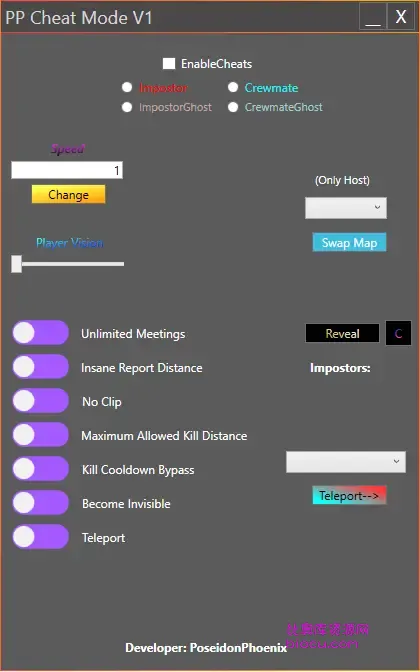 PP Cheat Mode V1
EnableCheats
Impostor
Crewmate
ImpostorGhost
CrewmateGhost
Speed
1
Change
(Only Host)
Player Vision
Swap Map
Unlimited Meetings
Reveal
C
Insane Report Distance
Impostors:
No Clip
Maximum Allowed Kill Distance
Kill Cooldown Bypass
Become Invisible
Teleport-->
Teleport
Developer: PoseidonPhoenix